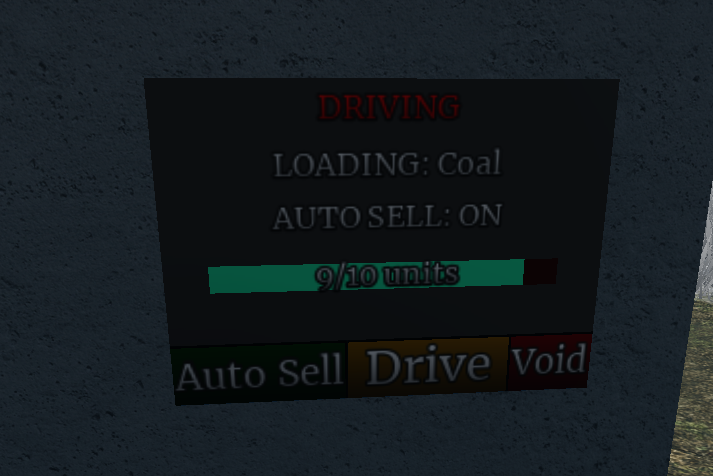 DRIVING
LOADING: Coal
AUTO SELL: ON
9/10 units
Auto Sell Drive Void